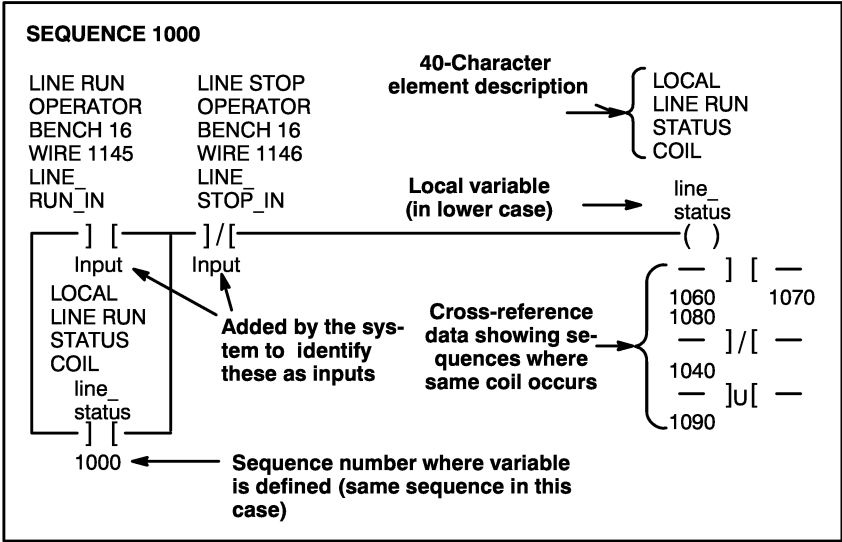 SEQUENCE 1000
LINE RUN
OPERATOR
BENCH 16
WIRE 1145
LINE_
RUN_IN
LINE STOP
OPERATOR
BENCH 16
WIRE 1146
LINE_
STOP_IN
40-Character
element description
LOCAL
LINE RUN
STATUS
COIL
Local variable
(in lower case)
line_
status
] [
] / [
( )
Input
Input
LOCAL
LINE RUN
STATUS
COIL
line_
status
] [
1000
Added by the sys-
tem to identify
these as inputs
Cross-reference
data showing se-
quences where
same coil occurs
— ] [ —
1060 1070
1080
— ] / [ —
1040
— ]U[ —
1090
Sequence number where variable
is defined (same sequence in this
case)